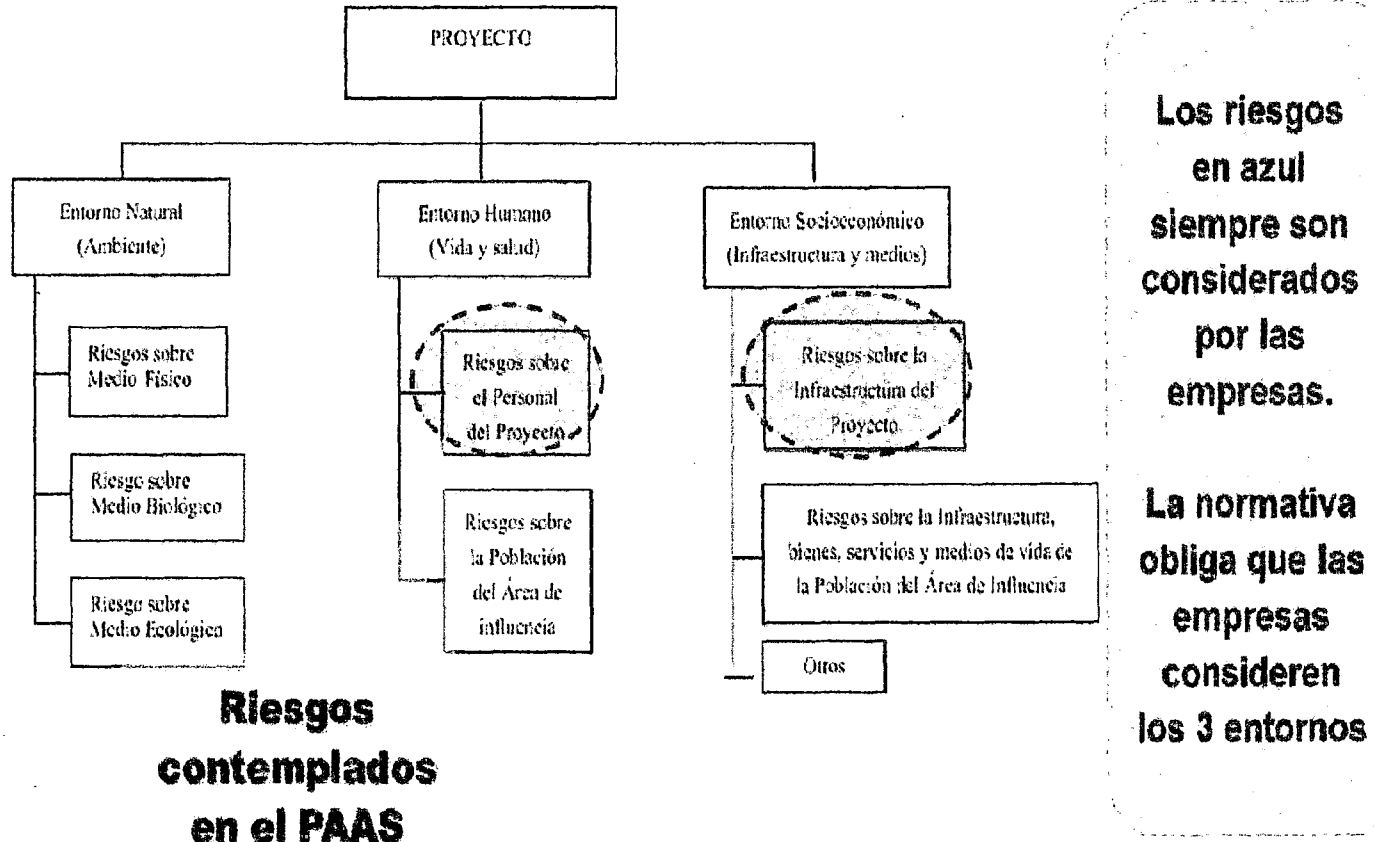 PROYECTO
Entorno Natural
(Ambiente)
Entorno Humano
(Vida y salud)
Entorno Socioeconómico
(Infraestructura y medios)
Riesgos sobre
Medio Físico
Riesgo sobre
Medio Biológico
Riesgo sobre
Medio Ecológico
Riesgos sobre
el Personal
del Proyecto
Riesgos sobre
la Población
del Área de
influencia
Riesgos sobre la
Infraestructura del
Proyecto
Riesgos sobre la Infraestructura,
bienes, servicios y medios de vida de
la Población del Área de Influencia
Otros
Riesgos
contemplados
en el PAAS
Los riesgos
en azul
siempre son
considerados
por las
empresas.
La normativa
obliga que las
empresas
consideren
los 3 entornos